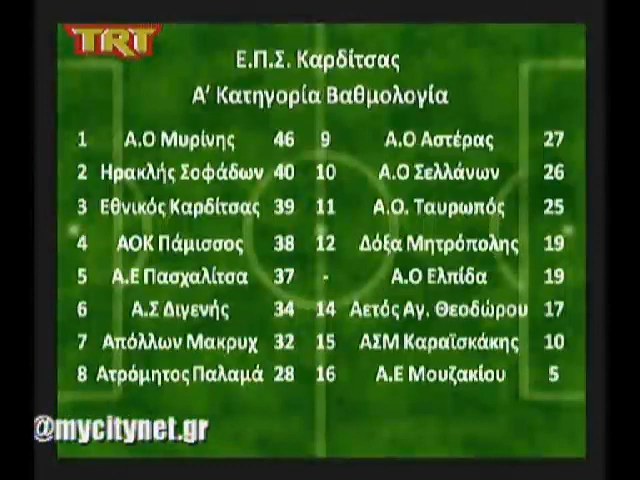 TRT
Ε.Π.Σ. Καρδίτσας
Α' Κατηγορία Βαθμολογία
1 Α.Ο Μυρίνης 46 9 Α.Ο Αστέρας 27
2 Ηρακλής Σοφάδων 40 10 Α.Ο Σελλάνων 26
3 Εθνικός Καρδίτσας 39 11 Α.Ο. Ταυρωπός 25
4 ΑΟΚ Πάμισσος 38 12 Δόξα Μητρόπολης 19
5 Α.Ε Πασχαλίτσα 37 - Α.Ο Ελπίδα 19
6 Α.Σ Διγενής 34 14 Αετός Αγ. Θεοδώρου 17
7 Απόλλων Μακρυχ 32 15 ΑΣΜ Καραϊσκάκης 10
8 Ατρόμητος Παλαμά 28 16 Α.Ε Μουζακίου 5
@mycitynet.gr